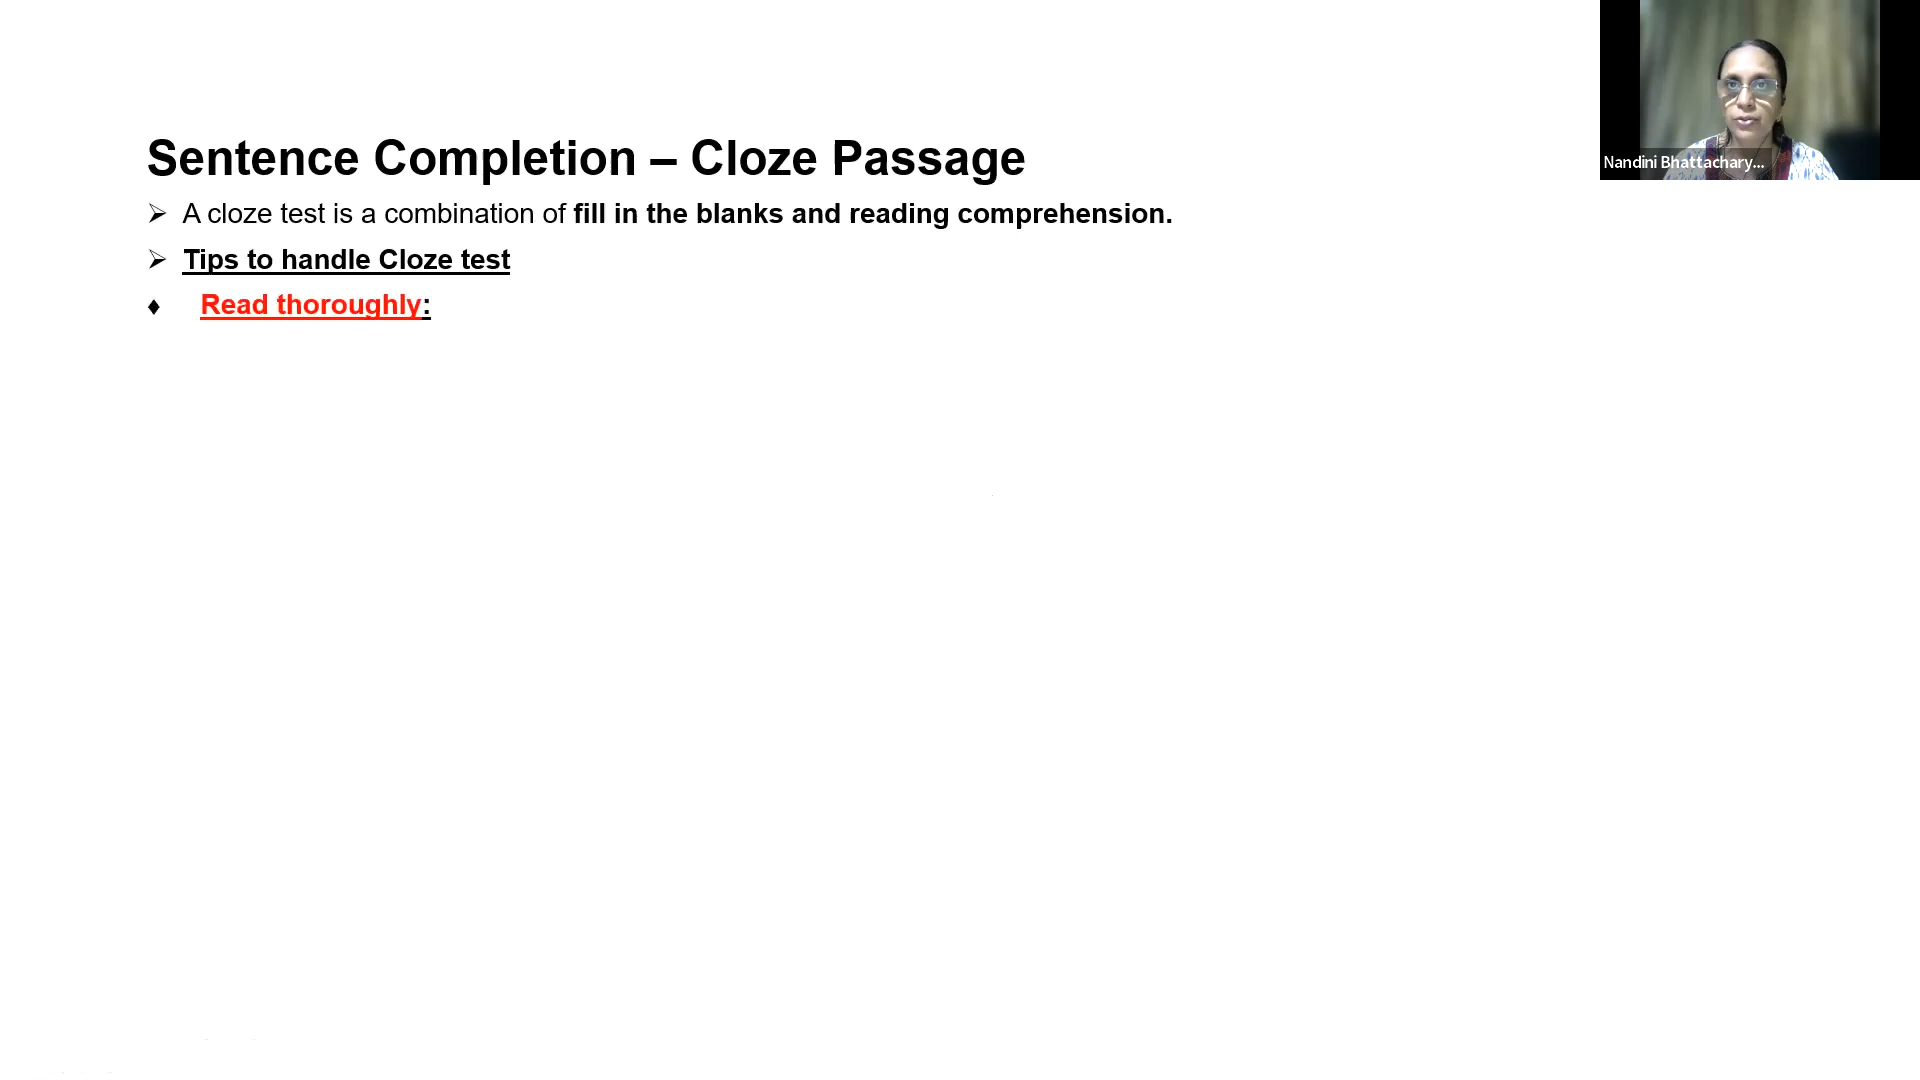 Sentence Completion – Cloze Passage
➢ A cloze test is a combination of fill in the blanks and reading comprehension.
➢ Tips to handle Cloze test
♦ Read thoroughly:
Nandini Bhattachary...